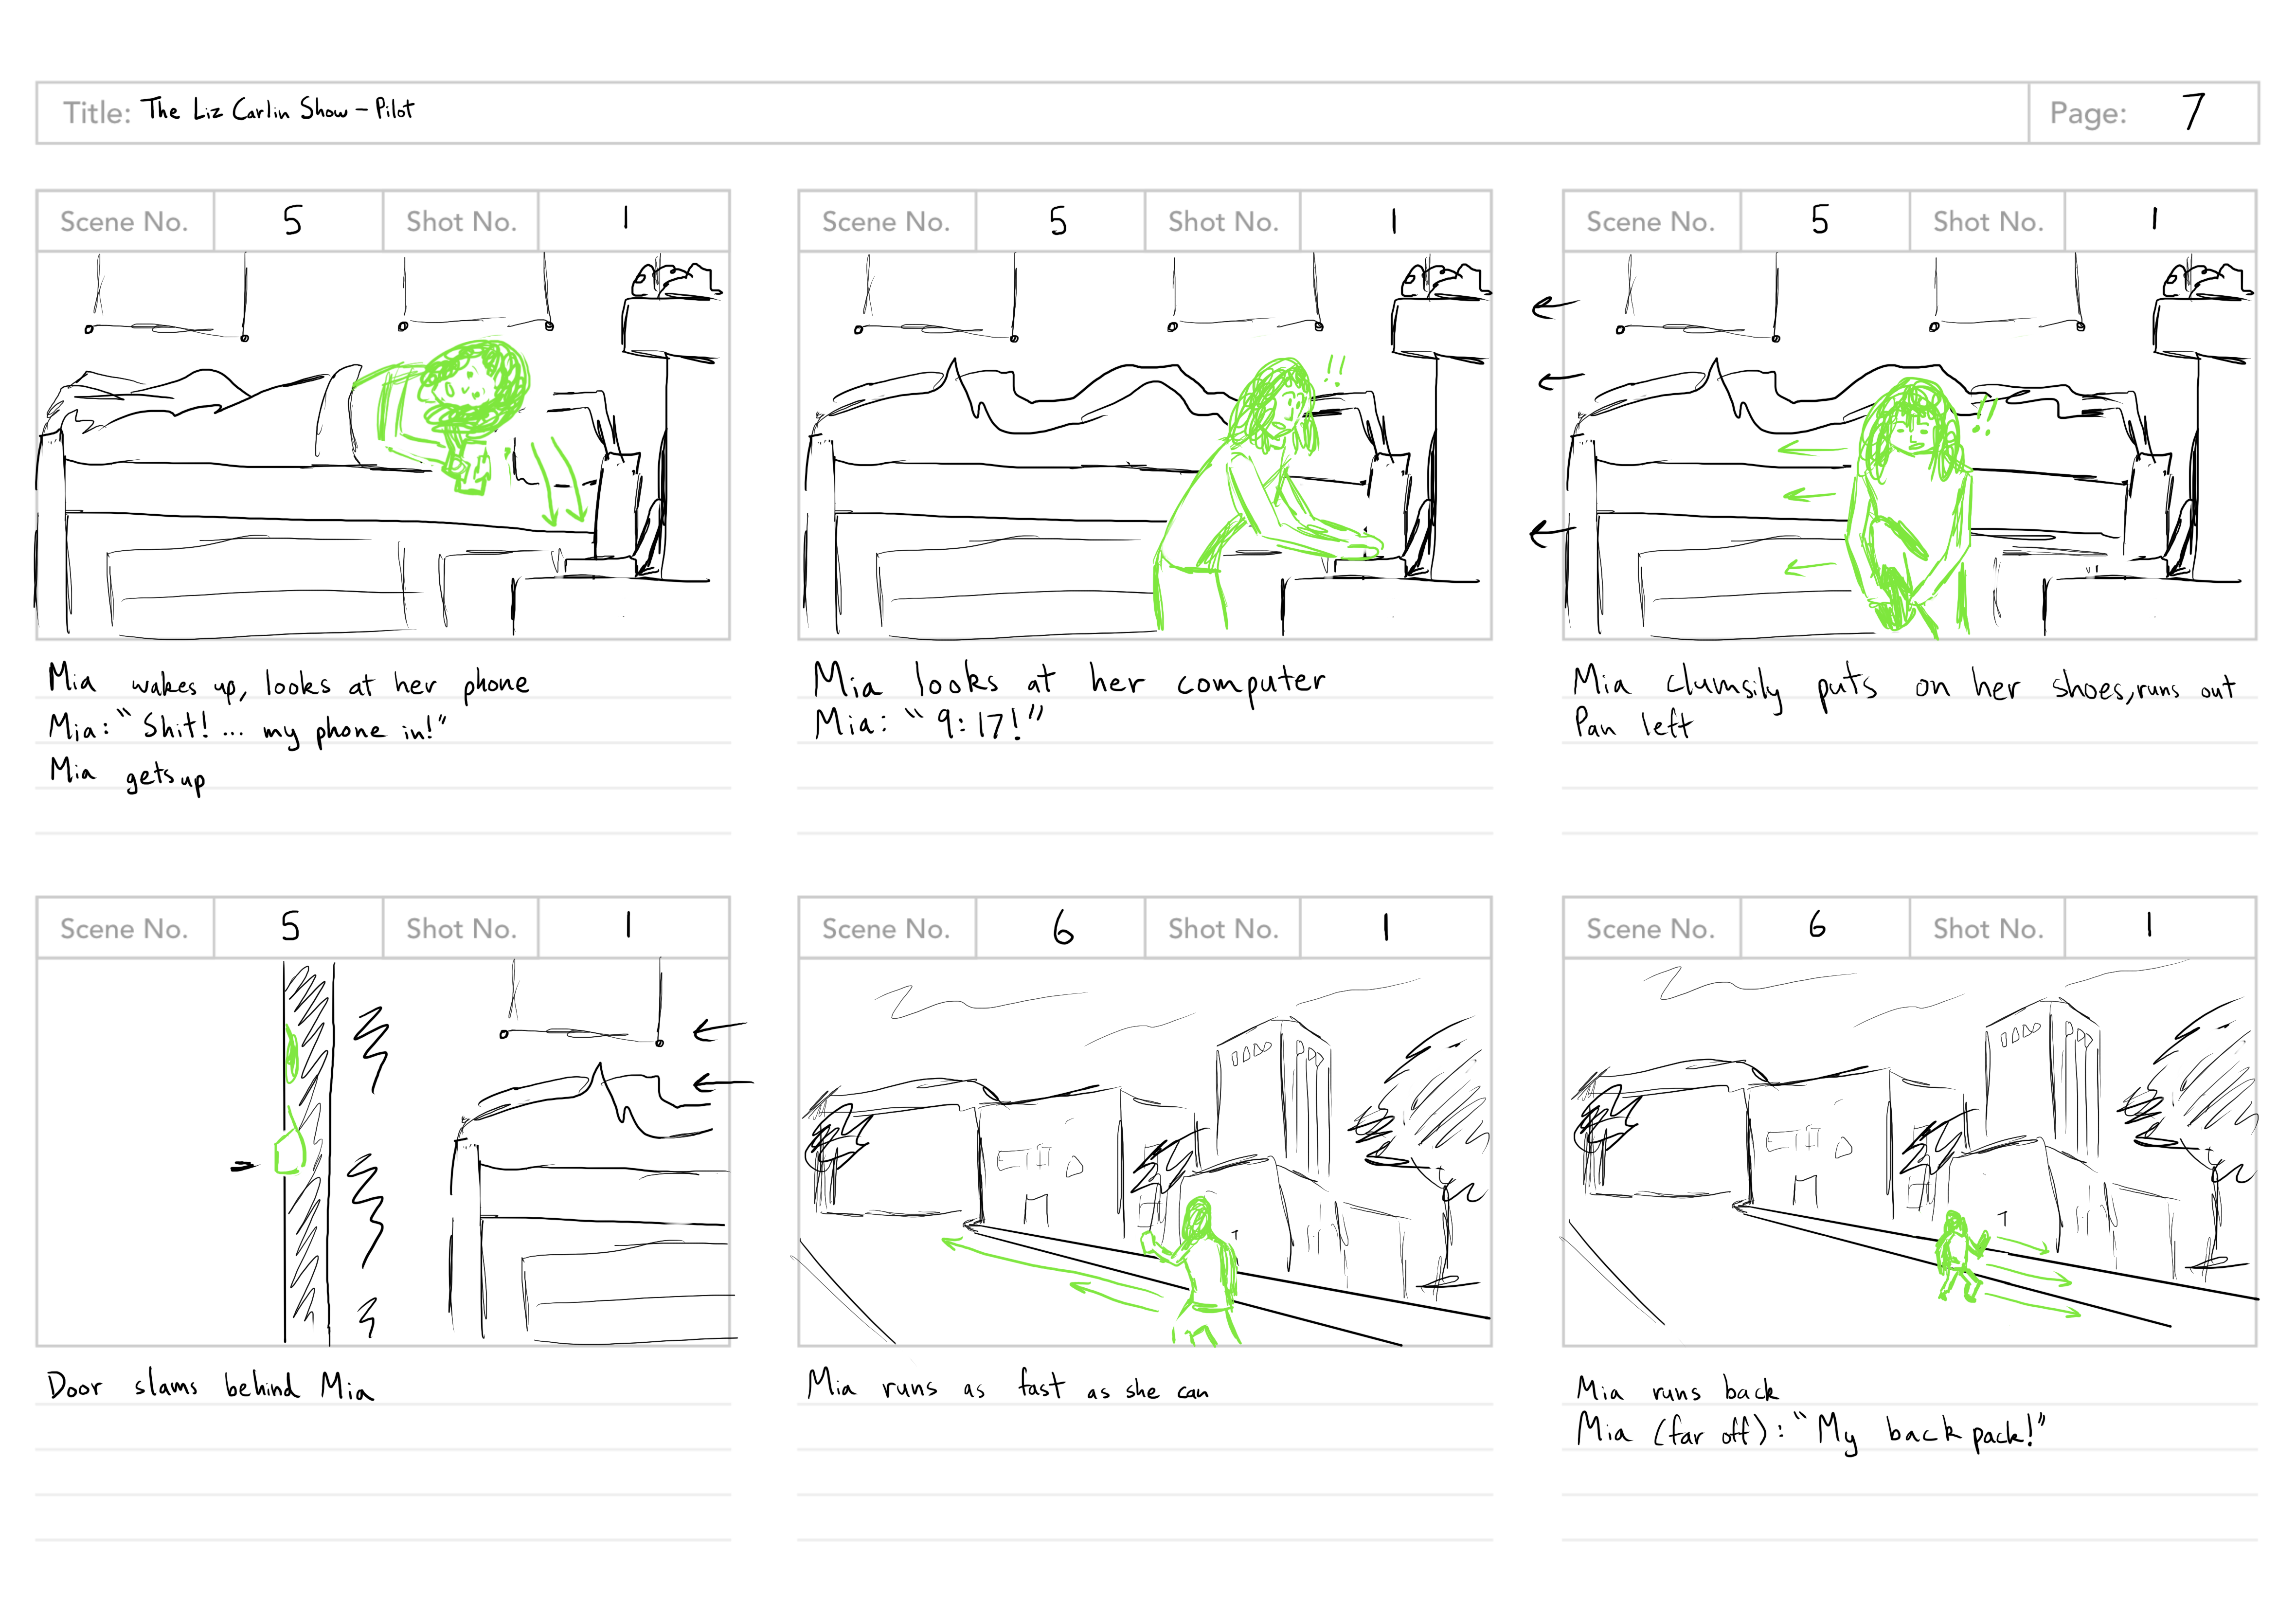 Title: The Liz Carlin Show - Pilot
Page: 7
Scene No. 5 Shot No. 1
Mia wakes up, looks at her phone
Mia: "Shit! ... my phone in!"
Mia gets up
Scene No. 5 Shot No. 1
!!
Mia looks at her computer
Mia: "9:17!"
Scene No. 5 Shot No. 1
!!
Mia clumsily puts on her shoes, runs out
Pan left
Scene No. 5 Shot No. 1
Door slams behind Mia
Scene No. 6 Shot No. 1
Mia runs as fast as she can
Scene No. 6 Shot No. 1
Mia runs back
Mia (far off): "My back pack!"